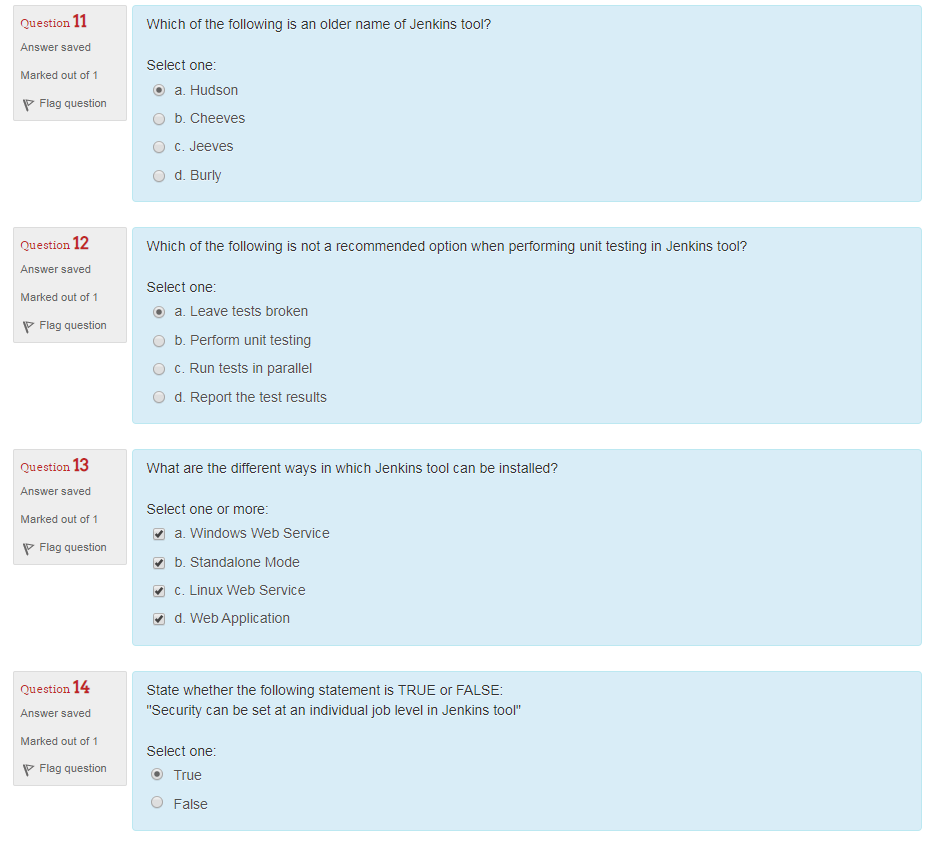 Question 11
Answer saved
Marked out of 1
Flag question
Which of the following is an older name of Jenkins tool?
Select one:
a. Hudson
b. Cheeves
c. Jeeves
d. Burly
Question 12
Answer saved
Marked out of 1
Flag question
Which of the following is not a recommended option when performing unit testing in Jenkins tool?
Select one:
a. Leave tests broken
b. Perform unit testing
c. Run tests in parallel
d. Report the test results
Question 13
Answer saved
Marked out of 1
Flag question
What are the different ways in which Jenkins tool can be installed?
Select one or more:
a. Windows Web Service
b. Standalone Mode
c. Linux Web Service
d. Web Application
Question 14
Answer saved
Marked out of 1
Flag question
State whether the following statement is TRUE or FALSE:
"Security can be set at an individual job level in Jenkins tool"
Select one:
True
False